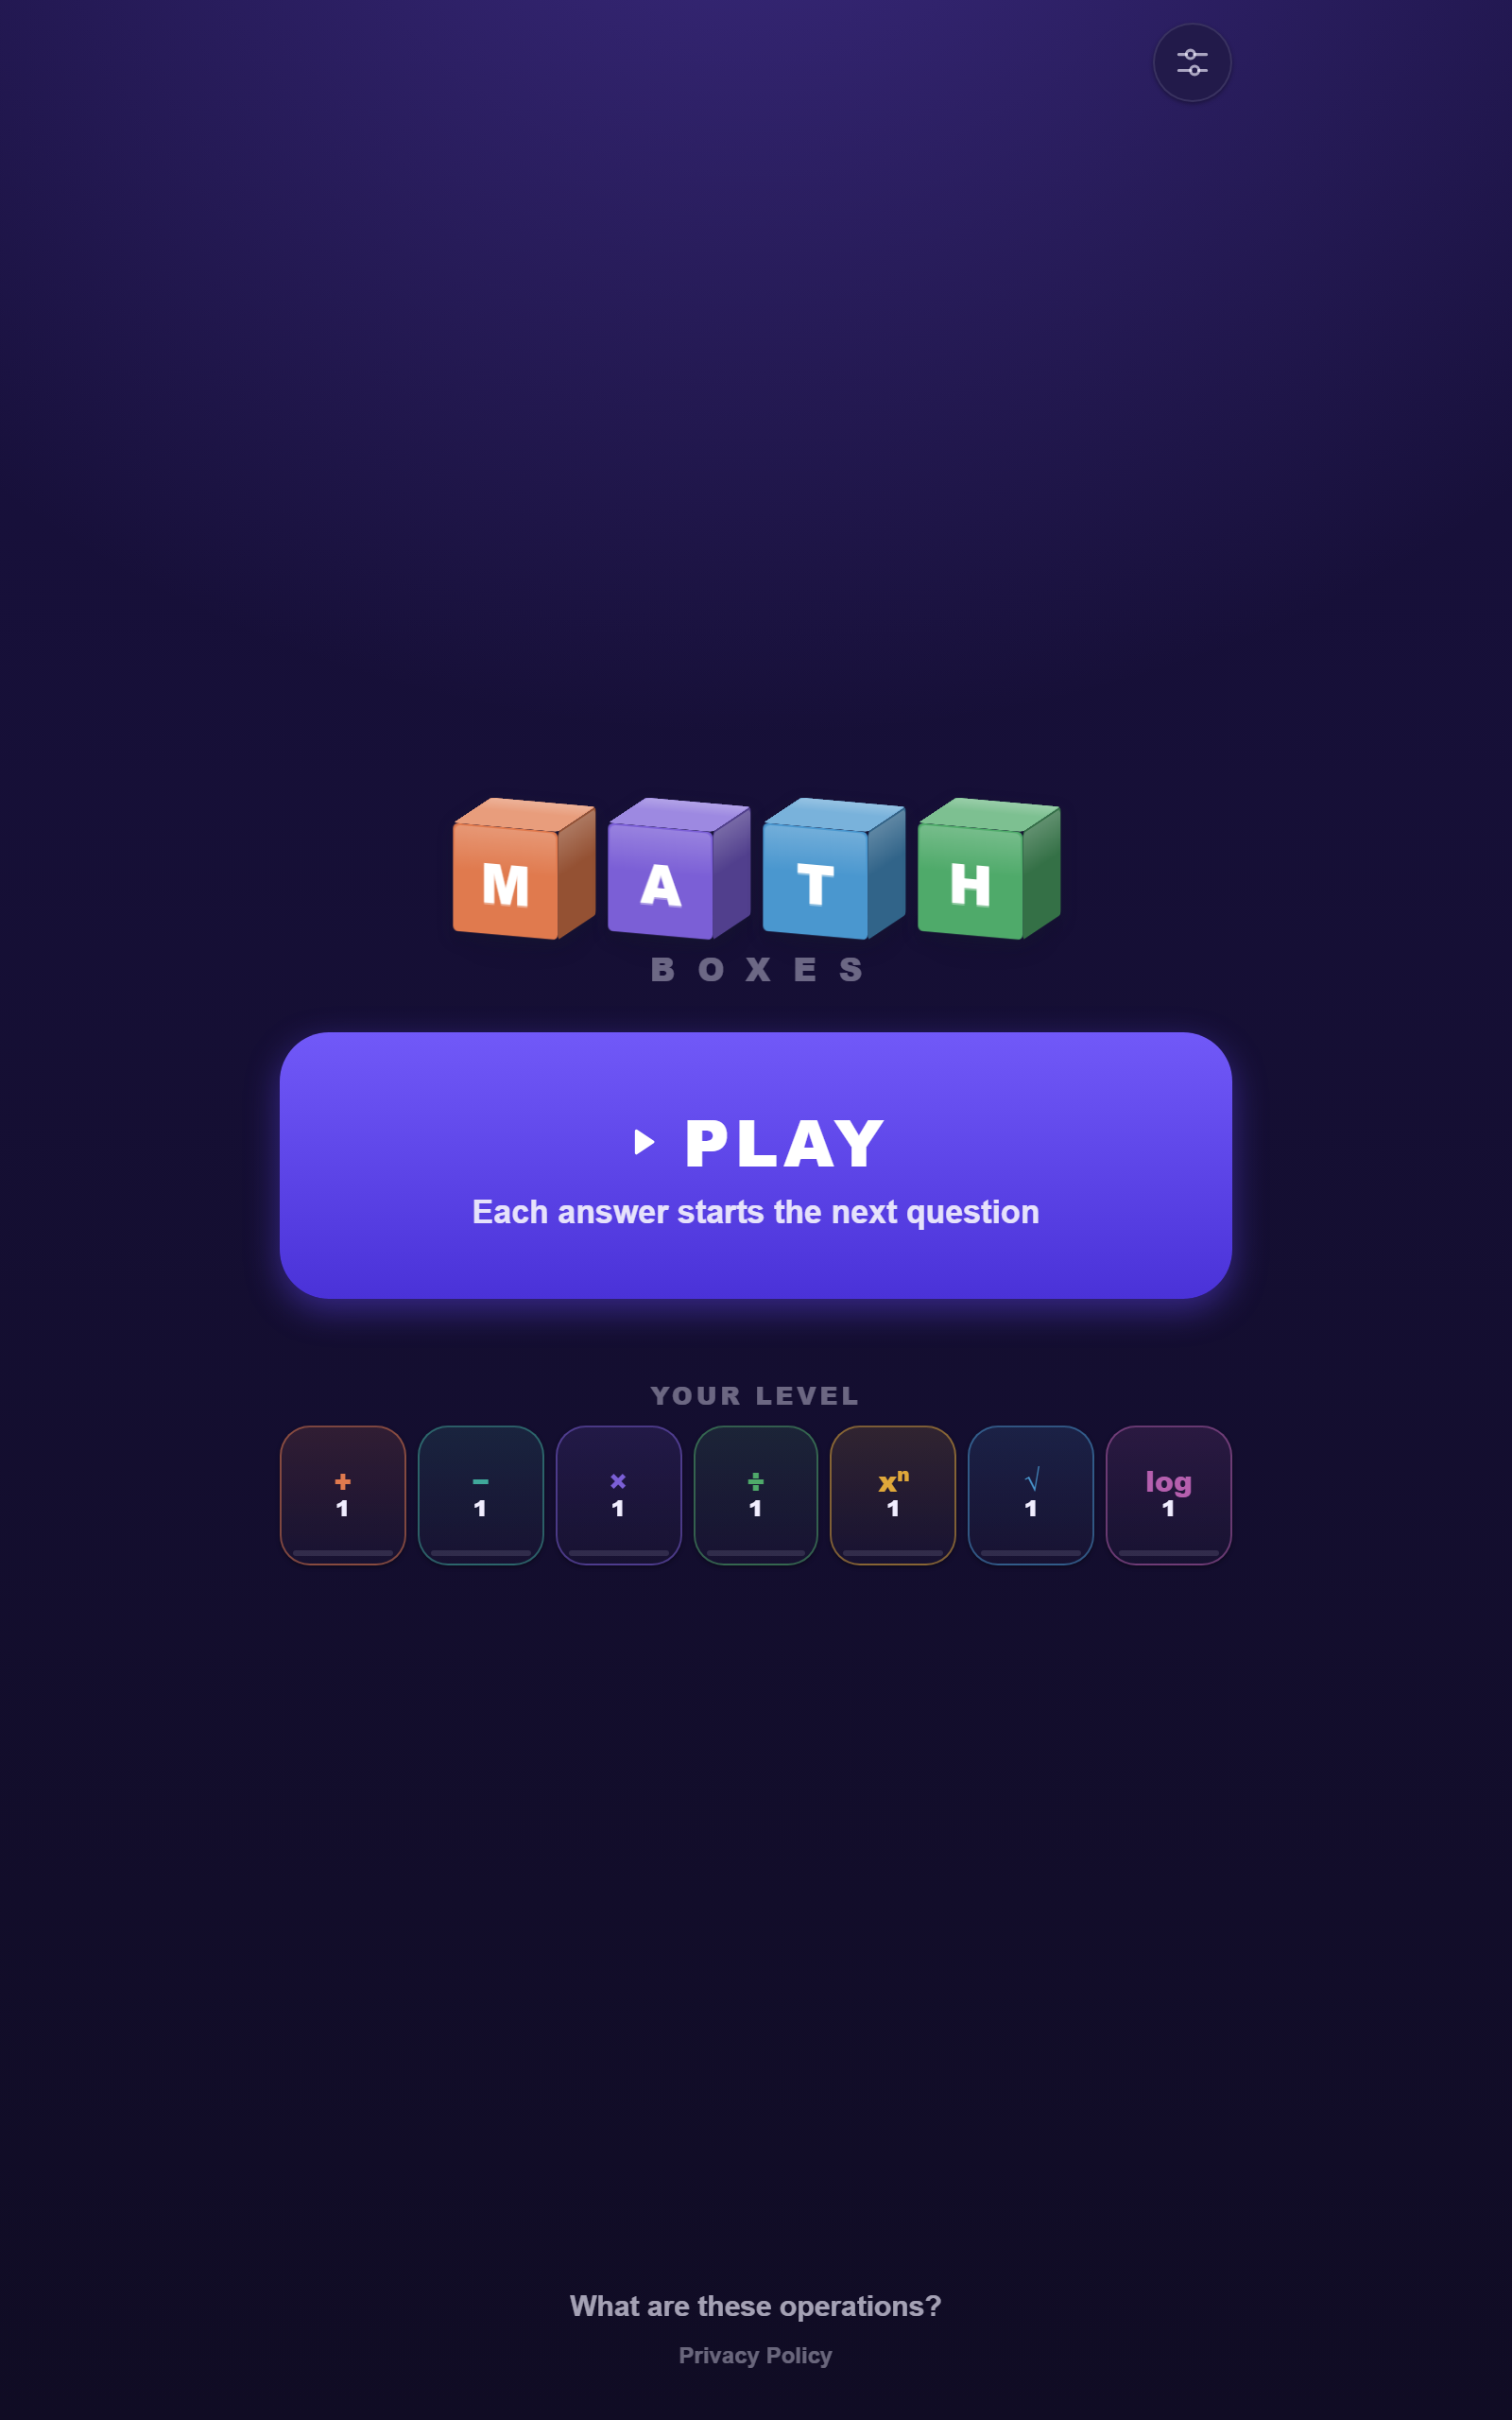 M A T H
BOXES
PLAY
Each answer starts the next question
YOUR LEVEL
+ − × ÷ xⁿ √ log
1 1 1 1 1 1 1
What are these operations?
Privacy Policy